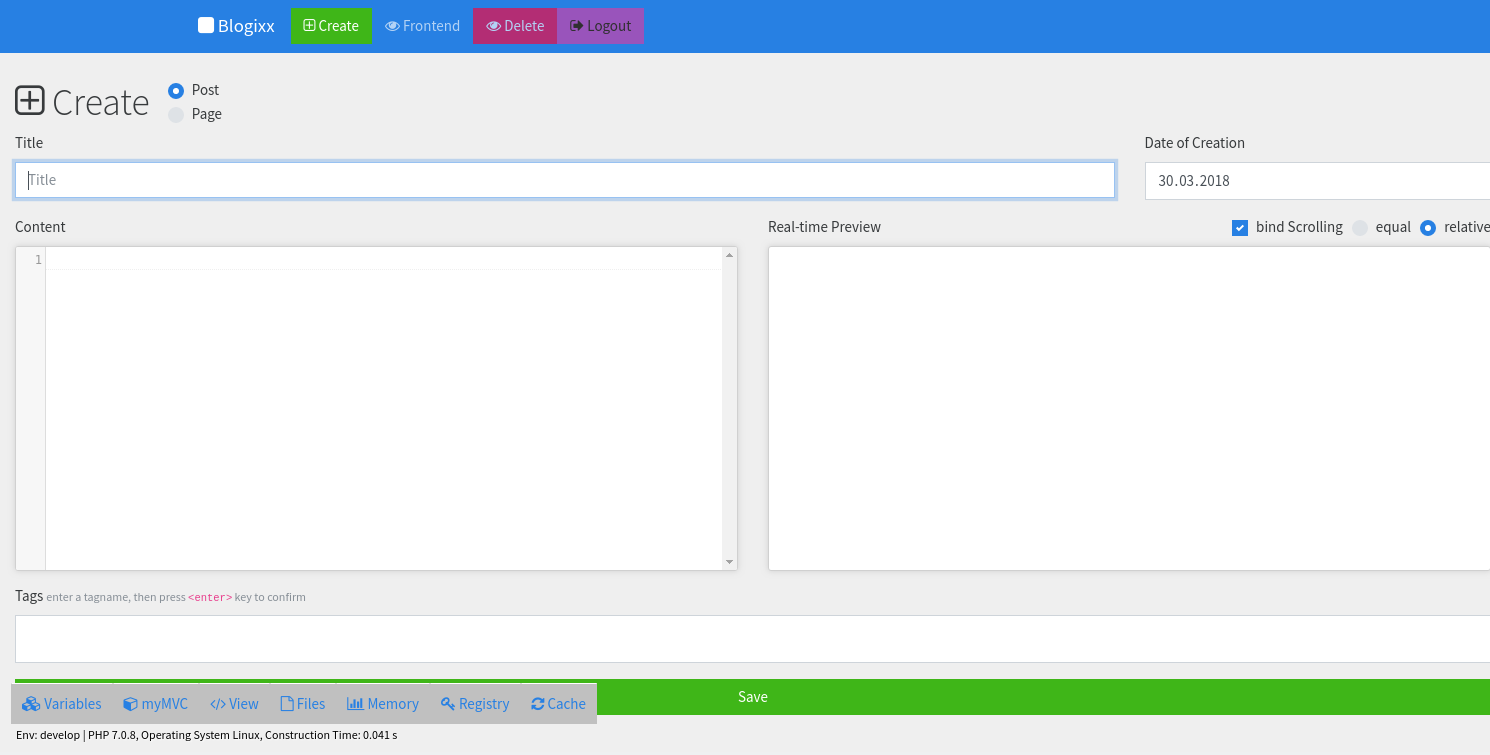 Blogixx Create Frontend Delete Logout
Create
Post
Page
Title
Date of Creation
Title
30.03.2018
Content
Real-time Preview
bind Scrolling equal relative
1
Tags enter a tagname, then press <enter> key to confirm
Save
Variables myMVC </> View Files Memory Registry Cache
Env: develop | PHP 7.0.8, Operating System Linux, Construction Time: 0.041 s